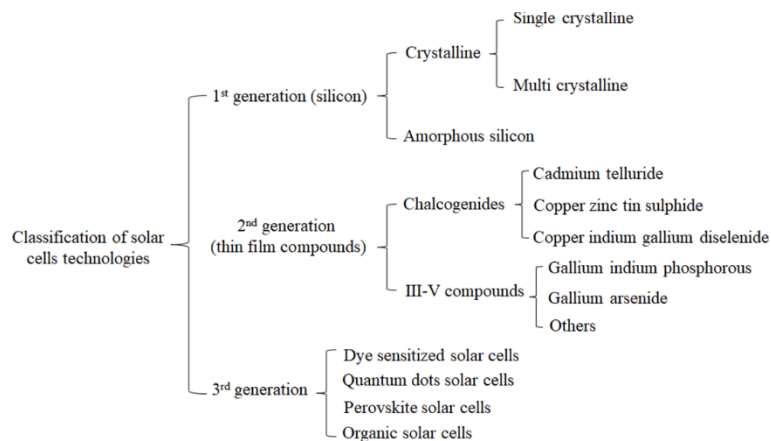 Classification of solar
cells technologies
1st generation (silicon)
Crystalline
Single crystalline
Multi crystalline
Amorphous silicon
2nd generation
(thin film compounds)
Chalcogenides
Cadmium telluride
Copper zinc tin sulphide
Copper indium gallium diselenide
III-V compounds
Gallium indium phosphorous
Gallium arsenide
Others
3rd generation
Dye sensitized solar cells
Quantum dots solar cells
Perovskite solar cells
Organic solar cells